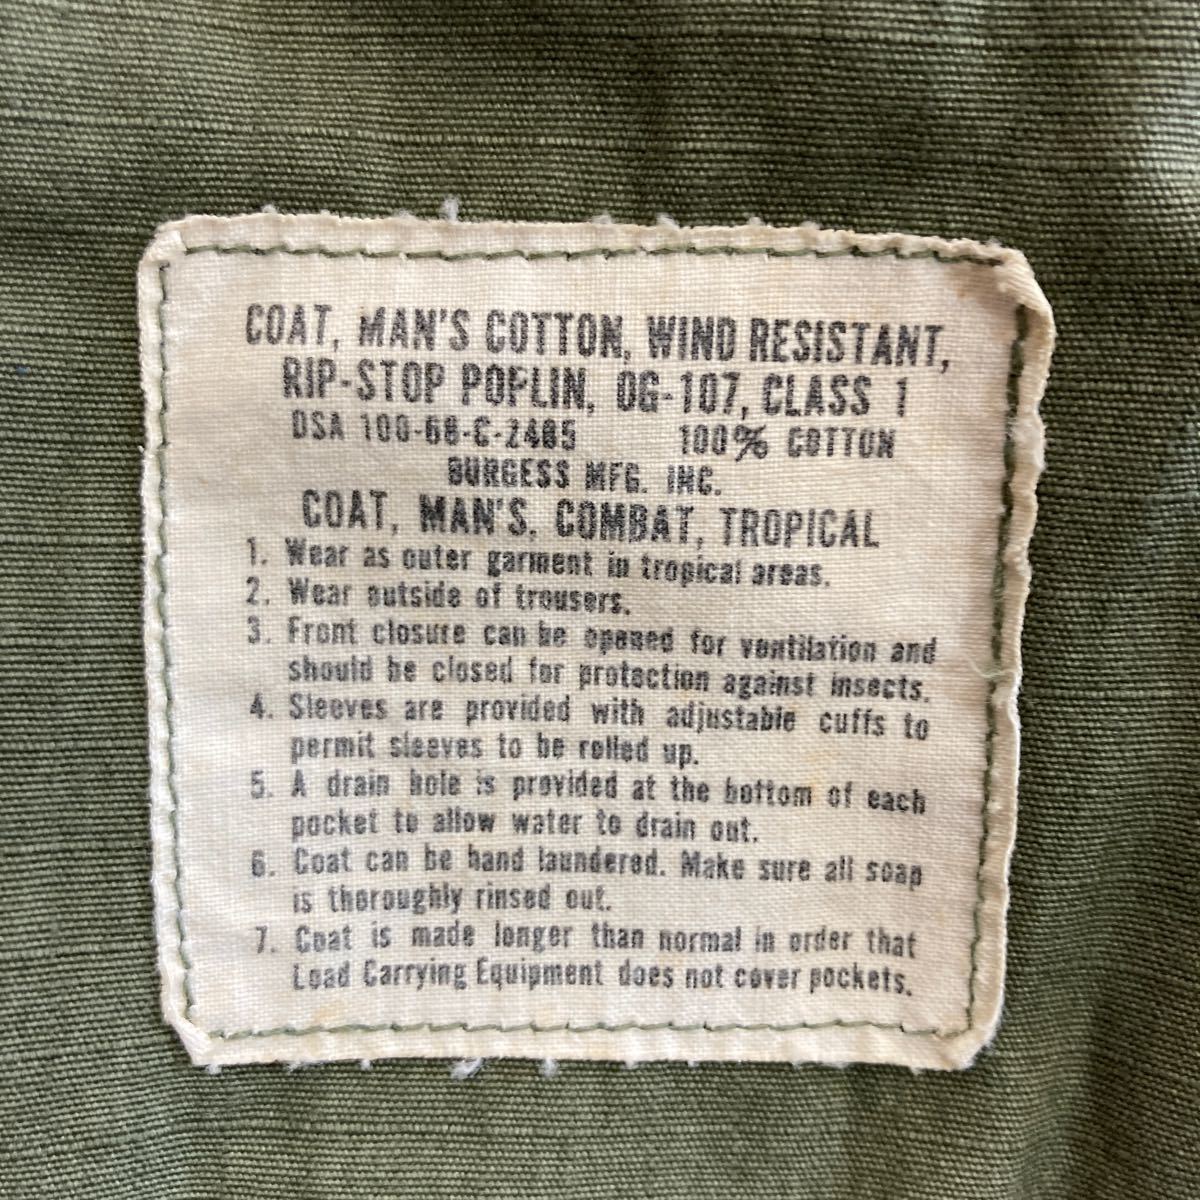 COAT, MAN'S COTTON, WIND RESISTANT,
RIP-STOP POPLIN, OG-107, CLASS 1
DSA 100-68-C-2485 100% COTTON
BURGESS MFG. INC.
COAT, MAN'S, COMBAT, TROPICAL
1. Wear as outer garment in tropical areas.
2. Wear outside of trousers.
3. Front closure can be opened for ventilation and
should be closed for protection against insects.
4. Sleeves are provided with adjustable cuffs to
permit sleeves to be rolled up.
5. A drain hole is provided at the bottom of each
pocket to allow water to drain out.
6. Coat can be hand laundered. Make sure all soap
is thoroughly rinsed out.
7. Coat is made longer than normal in order that
Load Carrying Equipment does not cover pockets.